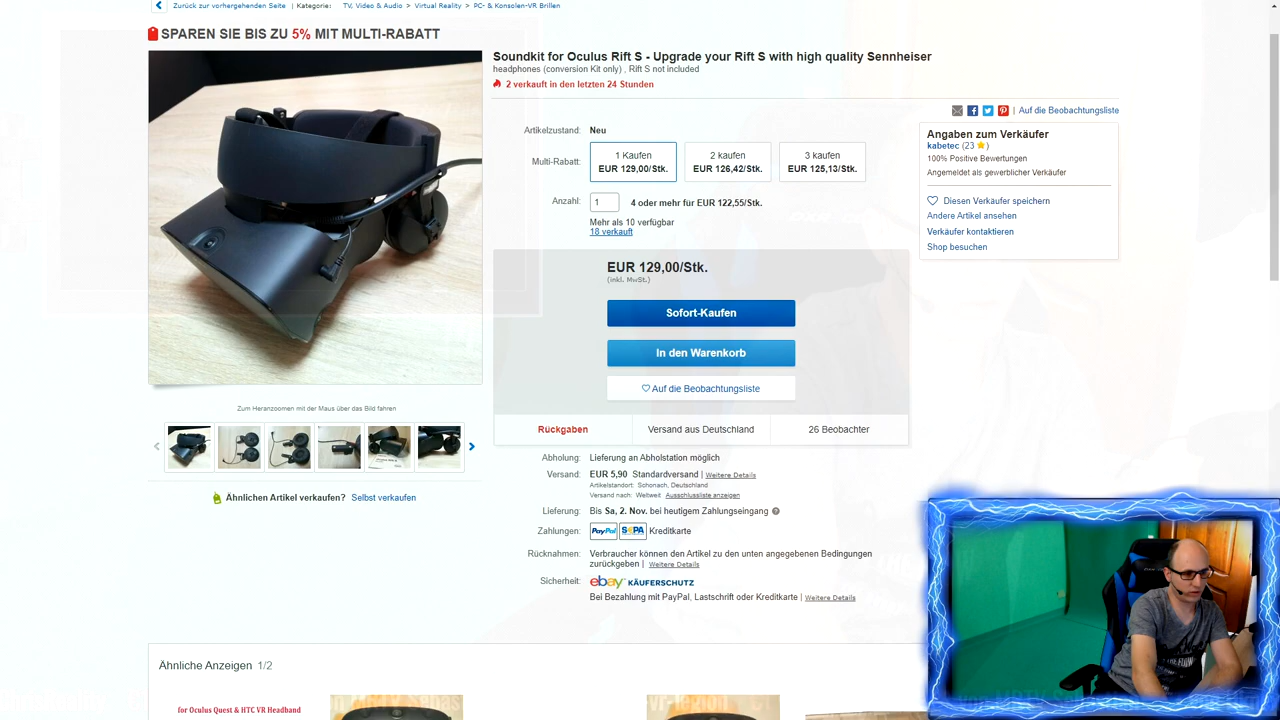 Zurück zur vorhergehenden Seite | Kategorie: TV, Video & Audio > Virtual Reality > PC- & Konsolen-VR Brillen
SPAREN SIE BIS ZU 5% MIT MULTI-RABATT
Soundkit for Oculus Rift S - Upgrade your Rift S with high quality Sennheiser
headphones (conversion Kit only) , Rift S not included
2 verkauft in den letzten 24 Stunden
| Auf die Beobachtungsliste
Artikelzustand: Neu
Multi-Rabatt:
1 Kaufen
EUR 129,00/Stk.
2 kaufen
EUR 126,42/Stk.
3 kaufen
EUR 125,13/Stk.
Anzahl: 1 4 oder mehr für EUR 122,55/Stk.
Mehr als 10 verfügbar
18 verkauft
EUR 129,00/Stk.
(inkl. MwSt.)
Sofort-Kaufen
In den Warenkorb
Auf die Beobachtungsliste
Rückgaben Versand aus Deutschland 26 Beobachter
Angaben zum Verkäufer
kabetec (23 )
100% Positive Bewertungen
Angemeldet als gewerblicher Verkäufer
Diesen Verkäufer speichern
Andere Artikel ansehen
Verkäufer kontaktieren
Shop besuchen
Zum Heranzoomen mit der Maus über das Bild fahren
Ähnlichen Artikel verkaufen? Selbst verkaufen
Abholung: Lieferung an Abholstation möglich
Versand: EUR 5,90 Standardversand | Weitere Details
Artikelstandort: Schonach, Deutschland
Versand nach: Weltweit Ausschlussliste anzeigen
Lieferung: Bis Sa, 2. Nov. bei heutigem Zahlungseingang
Zahlungen: PayPal SEPA Kreditkarte
Rücknahmen: Verbraucher können den Artikel zu den unten angegebenen Bedingungen
zurückgeben | Weitere Details
Sicherheit: ebay KÄUFERSCHUTZ
Bei Bezahlung mit PayPal, Lastschrift oder Kreditkarte | Weitere Details
Ähnliche Anzeigen 1/2
for Oculus Quest & HTC VR Headband